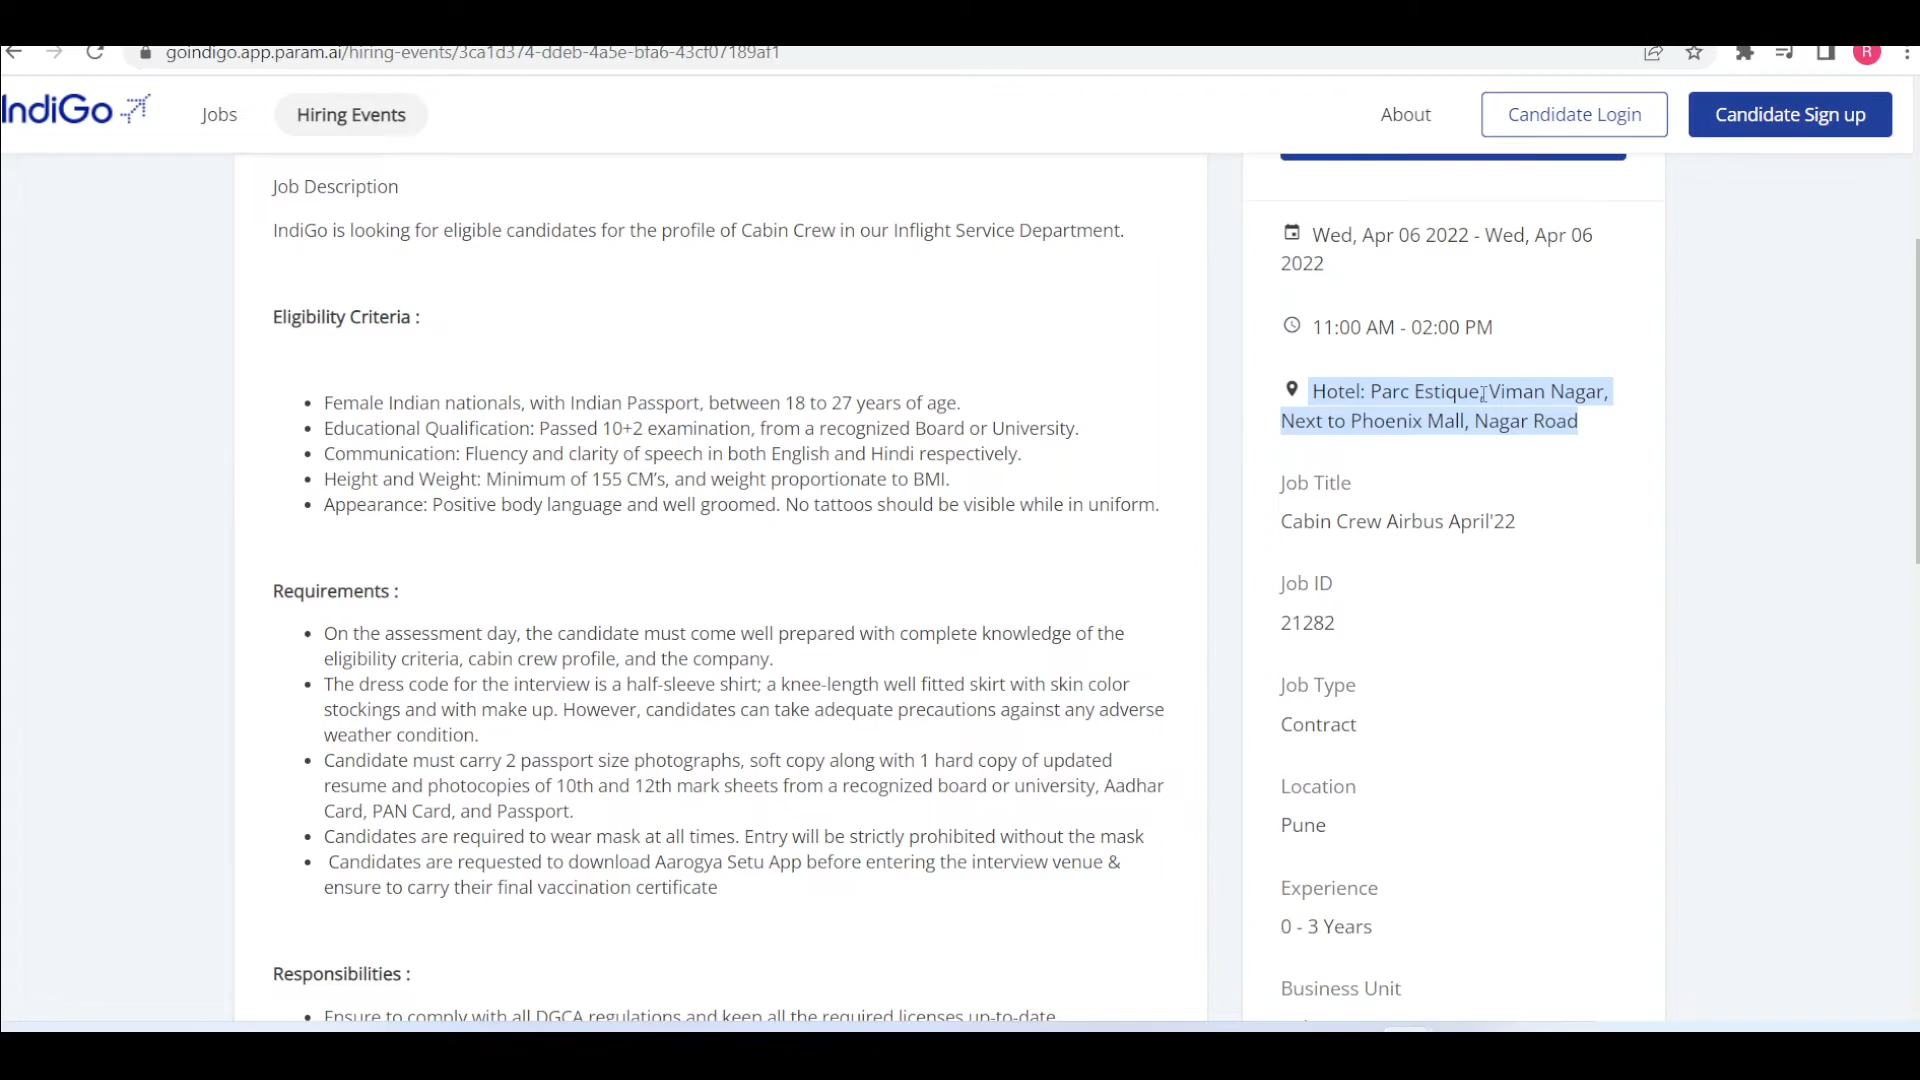 goindigo.app.param.ai/hiring-events/3ca1d374-ddeb-4a5e-bfa6-43cf07189af1
R
IndiGo
Jobs
Hiring Events
About
Candidate Login
Candidate Sign up
Job Description
IndiGo is looking for eligible candidates for the profile of Cabin Crew in our Inflight Service Department.
Eligibility Criteria :
• Female Indian nationals, with Indian Passport, between 18 to 27 years of age.
• Educational Qualification: Passed 10+2 examination, from a recognized Board or University.
• Communication: Fluency and clarity of speech in both English and Hindi respectively.
• Height and Weight: Minimum of 155 CM’s, and weight proportionate to BMI.
• Appearance: Positive body language and well groomed. No tattoos should be visible while in uniform.
Requirements :
• On the assessment day, the candidate must come well prepared with complete knowledge of the
eligibility criteria, cabin crew profile, and the company.
• The dress code for the interview is a half-sleeve shirt; a knee-length well fitted skirt with skin color
stockings and with make up. However, candidates can take adequate precautions against any adverse
weather condition.
• Candidate must carry 2 passport size photographs, soft copy along with 1 hard copy of updated
resume and photocopies of 10th and 12th mark sheets from a recognized board or university, Aadhar
Card, PAN Card, and Passport.
• Candidates are required to wear mask at all times. Entry will be strictly prohibited without the mask
• Candidates are requested to download Aarogya Setu App before entering the interview venue &
ensure to carry their final vaccination certificate
Responsibilities :
• Ensure to comply with all DGCA regulations and keep all the required licenses up-to-date
Wed, Apr 06 2022 - Wed, Apr 06
2022
11:00 AM - 02:00 PM
Hotel: Parc Estique, Viman Nagar,
Next to Phoenix Mall, Nagar Road
Job Title
Cabin Crew Airbus April'22
Job ID
21282
Job Type
Contract
Location
Pune
Experience
0 - 3 Years
Business Unit